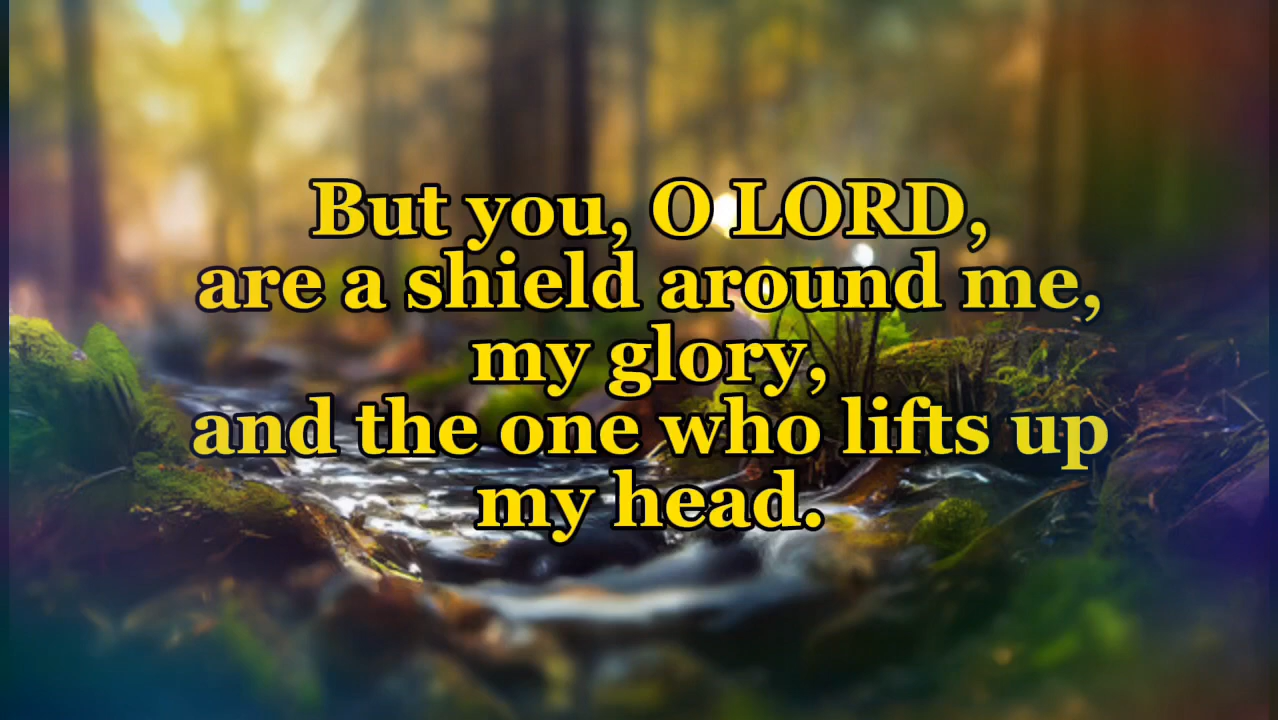 But you, O LORD,
are a shield around me,
my glory,
and the one who lifts up
my head.